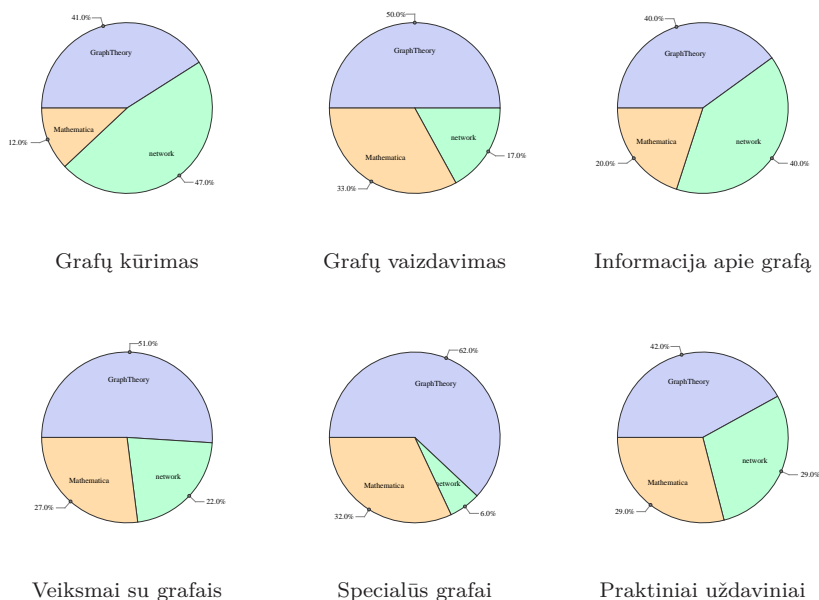 41.0%
GraphTheory
Mathematica
12.0%
network
47.0%
Grafų kūrimas
50.0%
GraphTheory
network
17.0%
Mathematica
33.0%
Grafų vaizdavimas
40.0%
GraphTheory
Mathematica
network
20.0%
40.0%
Informacija apie grafą
51.0%
GraphTheory
Mathematica
network
27.0%
22.0%
Veiksmai su grafais
62.0%
GraphTheory
Mathematica
network
32.0%
6.0%
Specialūs grafai
42.0%
GraphTheory
network
29.0%
Mathematica
29.0%
Praktiniai uždaviniai